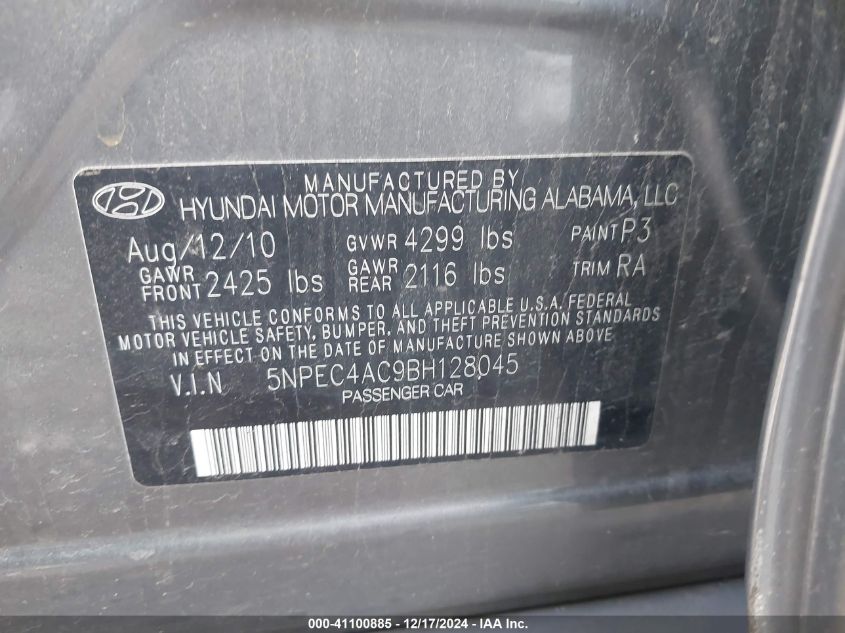 MANUFACTURED BY
HYUNDAI MOTOR MANUFACTURING ALABAMA, LLC
Aug/12/10 GVWR 4299 lbs PAINT P3
GAWR FRONT 2425 lbs GAWR REAR 2116 lbs TRIM RA
THIS VEHICLE CONFORMS TO ALL APPLICABLE U.S.A. FEDERAL
MOTOR VEHICLE SAFETY, BUMPER, AND THEFT PREVENTION STANDARDS
IN EFFECT ON THE DATE OF MANUFACTURE SHOWN ABOVE.
V.I.N 5NPEC4AC9BH128045
PASSENGER CAR
000-41100885 - 12/17/2024 - IAAI.COM